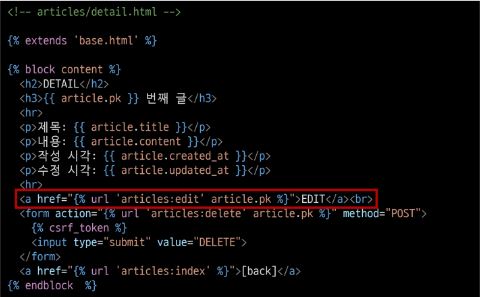 <!-- articles/detail.html -->
{% extends 'base.html' %}
{% block content %}
<h2>DETAIL</h2>
<h3>{{ article.pk }} 번째 글</h3>
<hr>
<p>제목: {{ article.title }}</p>
<p>내용: {{ article.content }}</p>
<p>작성 시각: {{ article.created_at }}</p>
<p>수정 시각: {{ article.updated_at }}</p>
<hr>
<a href="{% url 'articles:edit' article.pk %}">EDIT</a><br>
<form action="{% url 'articles:delete' article.pk %}" method="POST">
{% csrf_token %}
<input type="submit" value="DELETE">
</form>
<a href="{% url 'articles:index' %}">[back]</a>
{% endblock  %}